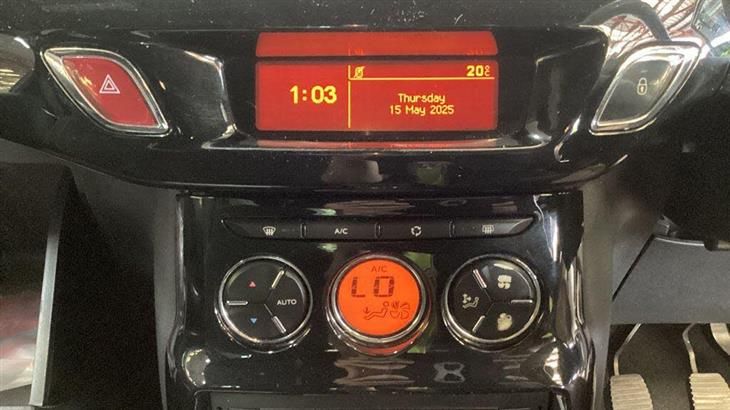 20°C
1:03
Thursday
15 May 2025
A/C
A/C
LO
AUTO